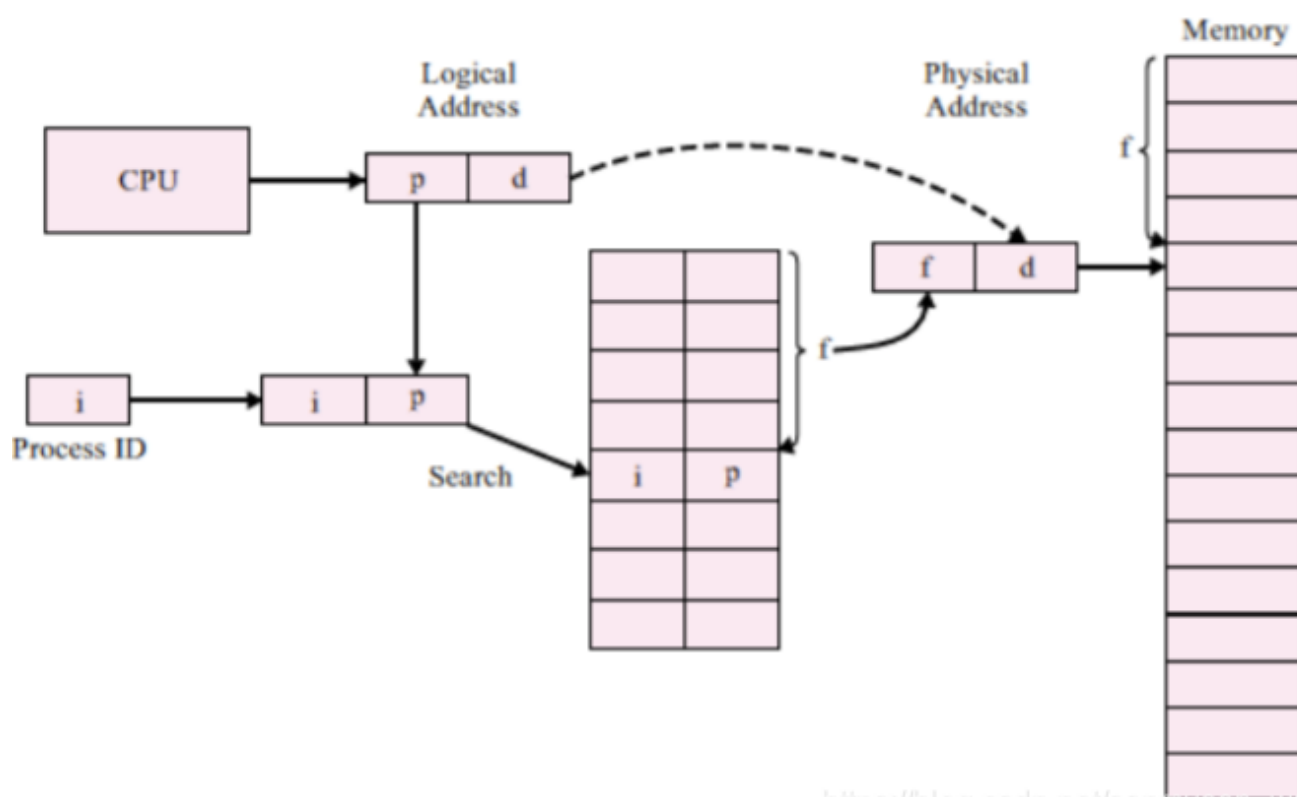 Memory
Logical
Address
Physical
Address
f
CPU
p d
f d
f
i
i p
Process ID
Search
i p